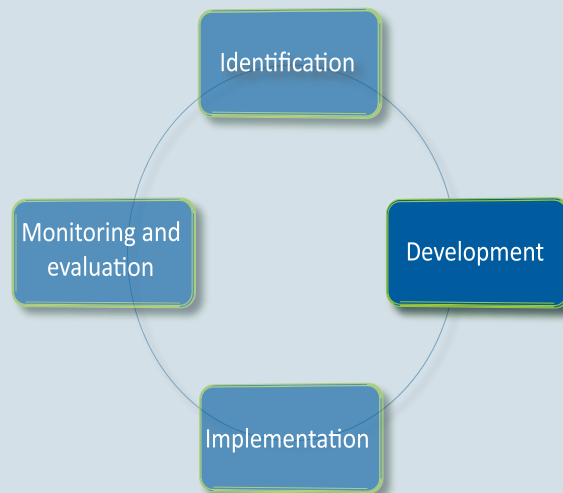 Identification
Monitoring and
evaluation
Development
Implementation